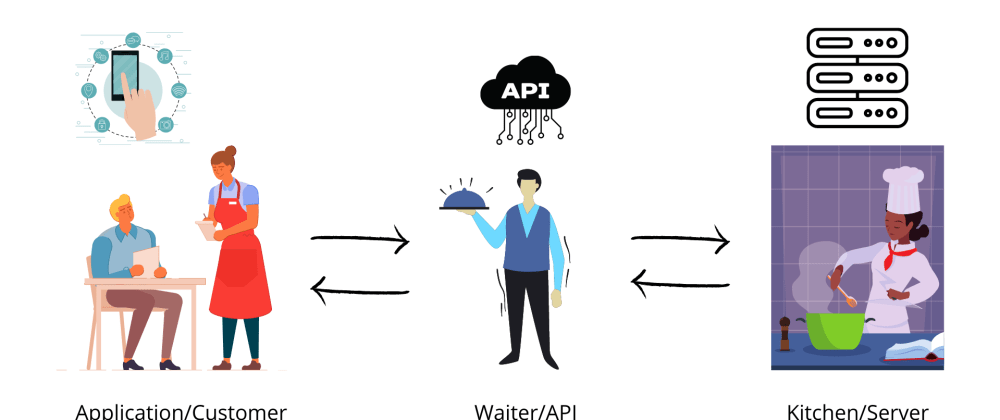 API
Application/Customer
Waiter/API
Kitchen/Server